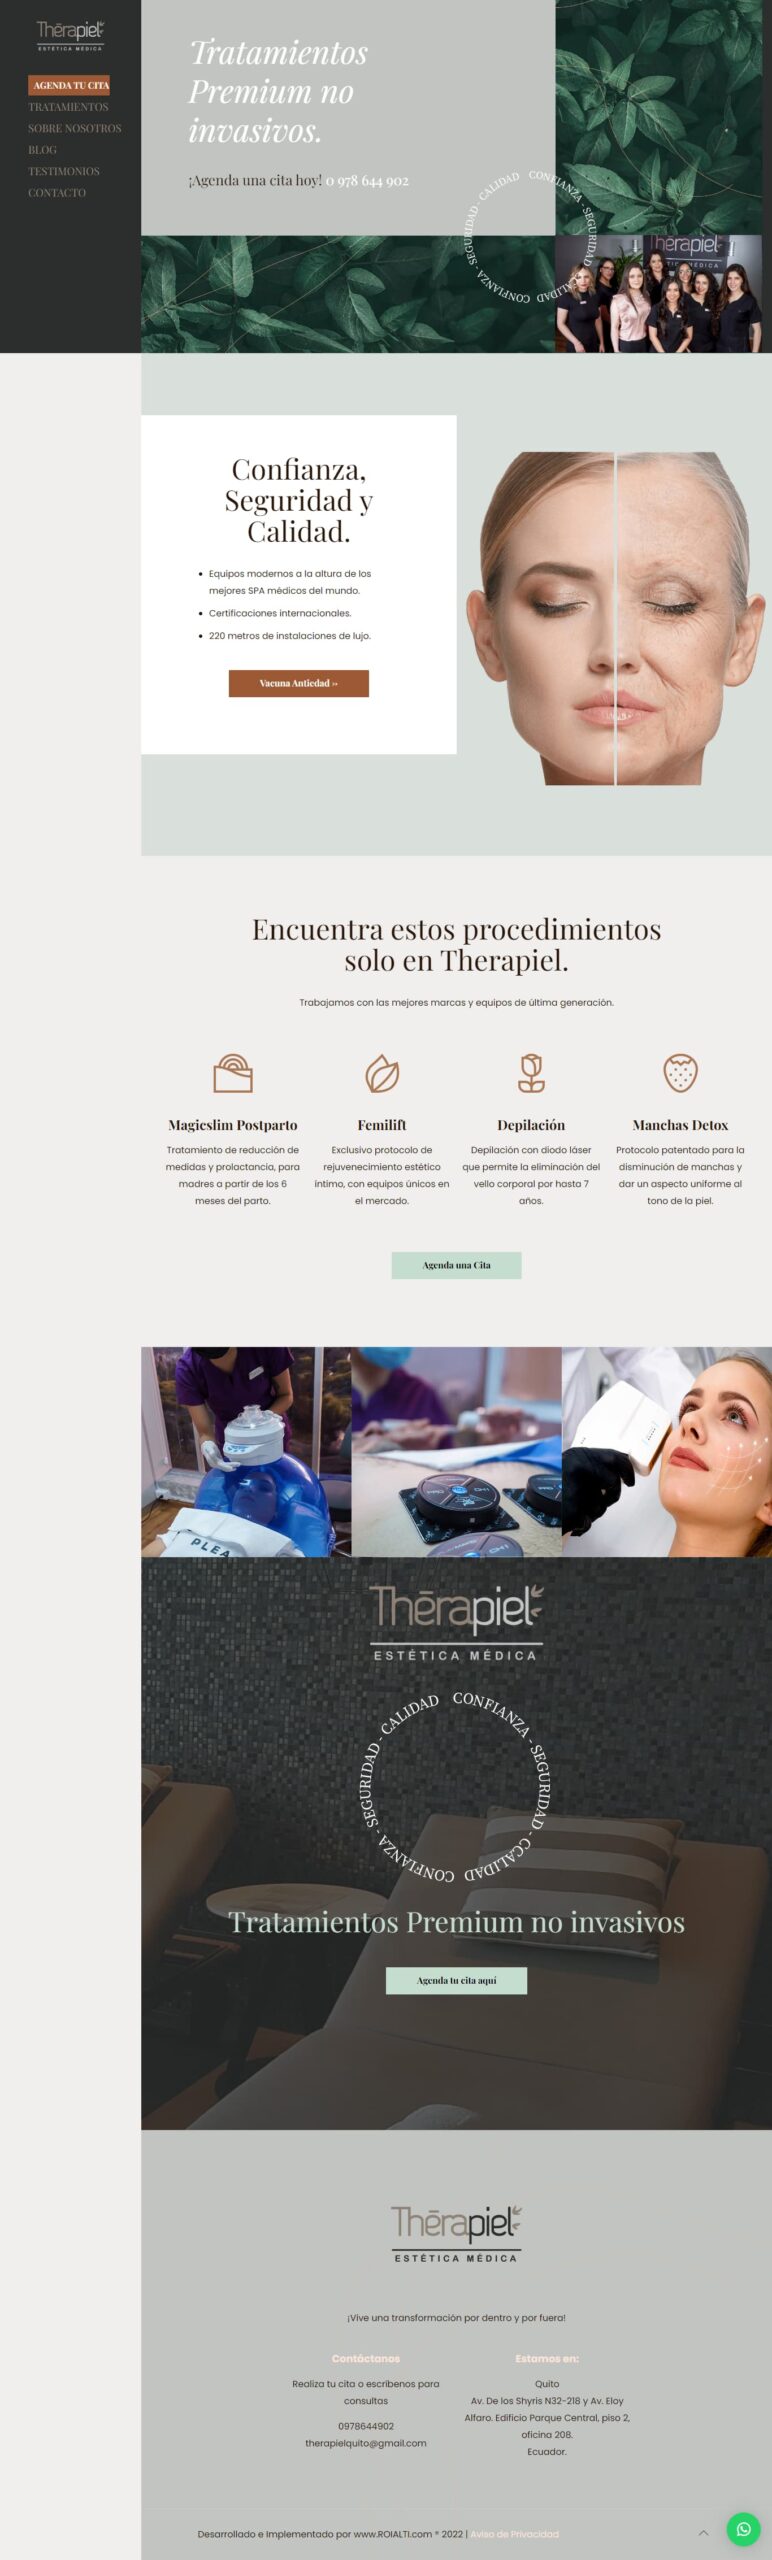 Thērapiel
ESTÉTICA MÉDICA
AGENDA TU CITA
TRATAMIENTOS
SOBRE NOSOTROS
BLOG
TESTIMONIOS
CONTACTO
Tratamientos
Premium no
invasivos.
¡Agenda una cita hoy! 0 978 644 902
CONFIANZA - SEGURIDAD - CALIDAD CONFIANZA - SEGURIDAD - CALIDAD
Thērapiel
TICA MÉDICA
Confianza,
Seguridad y
Calidad.
Equipos modernos a la altura de los
mejores SPA médicos del mundo.
Certificaciones internacionales.
220 metros de instalaciones de lujo.
Vacuna Antiedad »
Encuentra estos procedimientos
solo en Therapiel.
Trabajamos con las mejores marcas y equipos de última generación.
Magicslim Postparto
Tratamiento de reducción de
medidas y prolactancia, para
madres a partir de los 6
meses del parto.
Femilift
Exclusivo protocolo de
rejuvenecimiento estético
íntimo, con equipos únicos en
el mercado.
Depilación
Depilación con diodo láser
que permite la eliminación del
vello corporal por hasta 7
años.
Manchas Detox
Protocolo patentado para la
disminución de manchas y
dar un aspecto uniforme al
tono de la piel.
Agenda una Cita
PLEA
PRO
Thērapiel
ESTÉTICA MÉDICA
CONFIANZA - SEGURIDAD - CCALIDAD CONFIANZA - SEGURIDAD - CALIDAD
Tratamientos Premium no invasivos
Agenda tu cita aquí
Thērapiel
ESTÉTICA MÉDICA
¡Vive una transformación por dentro y por fuera!
Contáctanos
Realiza tu cita o escríbenos para
consultas
0978644902
therapielquito@gmail.com
Estamos en:
Quito
Av. De los Shyris N32-218 y Av. Eloy
Alfaro. Edificio Parque Central, piso 2,
oficina 208.
Ecuador.
Desarrollado e Implementado por www.ROIALTI.com ® 2022 | Aviso de Privacidad